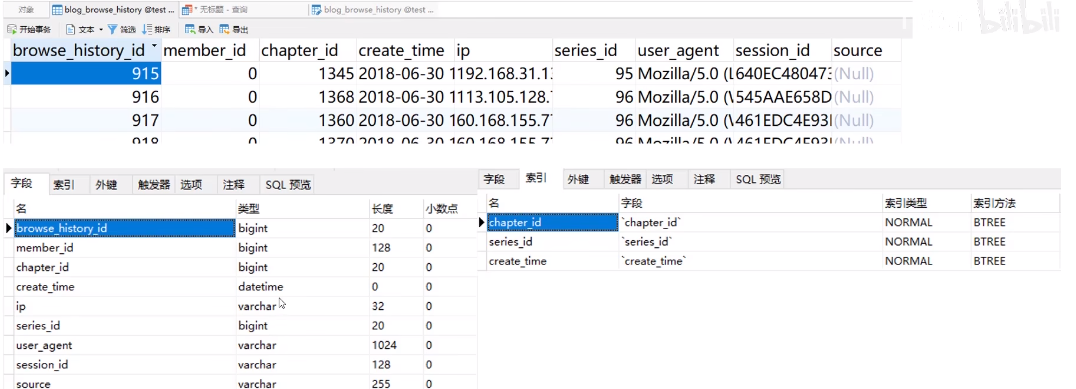 对象 blog_browse_history @test ... * 无标题 - 查询 blog_browse_history @test ...
开始事务 文本 筛选 排序 导入 导出
bilibili
browse_history_id member_id chapter_id create_time ip series_id user_agent session_id source
915 0 1345 2018-06-30 1 192.168.31.13 95 Mozilla/5.0 (L 640EC480473 (Null)
916 0 1368 2018-06-30 1 113.105.128.7 96 Mozilla/5.0 (V 545AAE658D (Null)
917 0 1360 2018-06-30 160.168.155.77 96 Mozilla/5.0 (V 461EDC4E93 (Null)
918 0 1370 2018-06-30 160.168.155.77 96 Mozilla/5.0 (V 461EDC4E93 (Null)
字段 索引 外键 触发器 选项 注释 SQL 预览
名 类型 长度 小数点
browse_history_id bigint 20 0
member_id bigint 128 0
chapter_id bigint 20 0
create_time datetime 0 0
ip varchar 32 0
series_id bigint 20 0
user_agent varchar 1024 0
session_id varchar 128 0
source varchar 255 0
字段 索引 外键 触发器 选项 注释 SQL 预览
名 字段 索引类型 索引方法
chapter_id `chapter_id` NORMAL BTREE
series_id `series_id` NORMAL BTREE
create_time `create_time` NORMAL BTREE